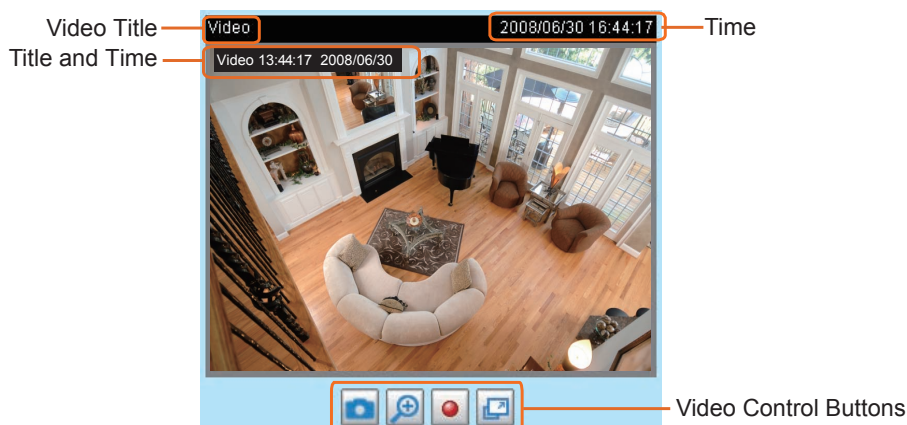 Video Title
Video
2008/06/30 16:44:17
Time
Title and Time
Video 13:44:17 2008/06/30
Video Control Buttons